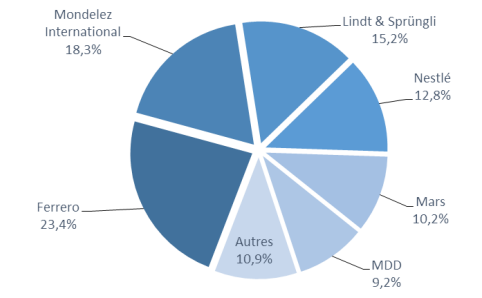 Mondelez
International
18,3%
Lindt & Sprüngli
15,2%
Nestlé
12,8%
Mars
10,2%
MDD
9,2%
Autres
10,9%
Ferrero
23,4%